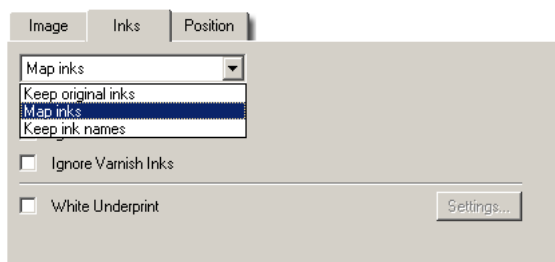 Image Inks Position
Map inks
Keep original inks
Map inks
Keep ink names
Ignore Varnish Inks
White Underprint Settings...